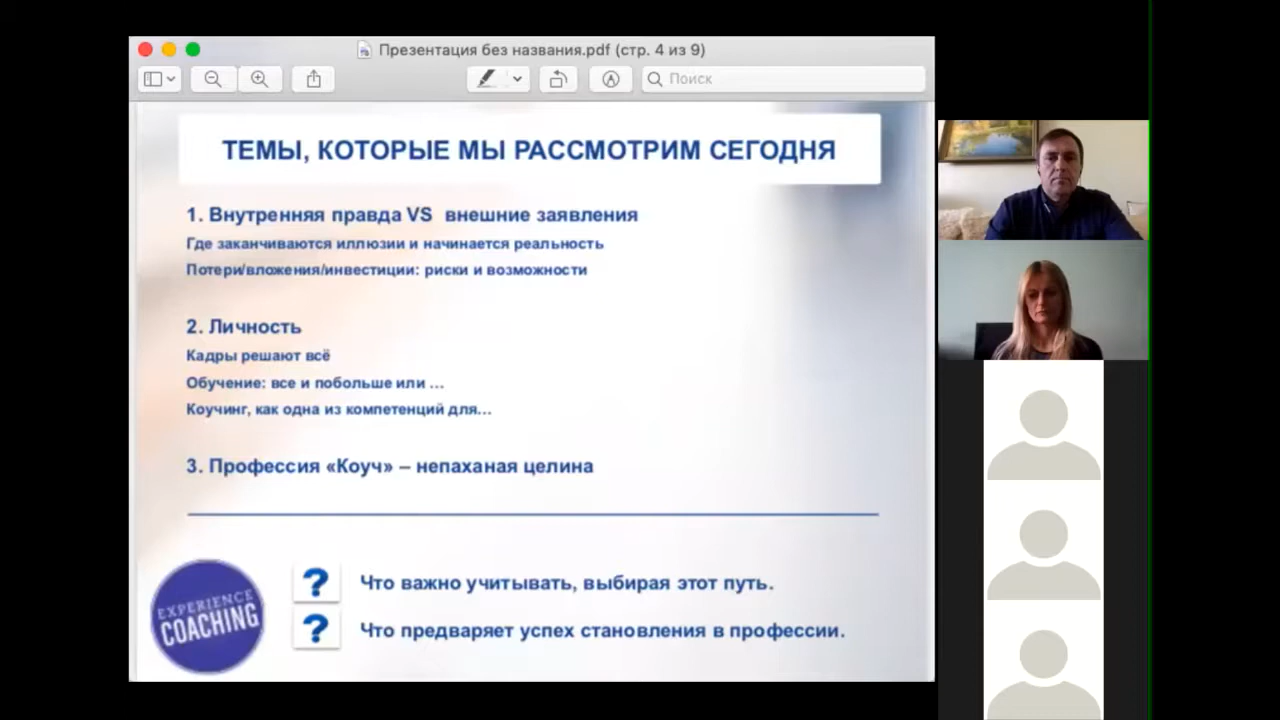 Презентация без названия.pdf (стр. 4 из 9)
Поиск
ТЕМЫ, КОТОРЫЕ МЫ РАССМОТРИМ СЕГОДНЯ
1. Внутренняя правда VS внешние заявления
Где заканчиваются иллюзии и начинается реальность
Потери/вложения/инвестиции: риски и возможности
2. Личность
Кадры решают всё
Обучение: все и побольше или ...
Коучинг, как одна из компетенций для...
3. Профессия «Коуч» – непаханая целина
EXPERIENCE
COACHING
? Что важно учитывать, выбирая этот путь.
? Что предваряет успех становления в профессии.